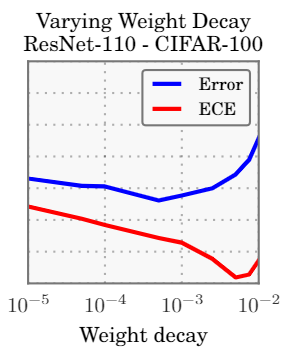 Varying Weight Decay
ResNet-110 - CIFAR-100
Error
ECE
10⁻⁵ 10⁻⁴ 10⁻³ 10⁻²
Weight decay